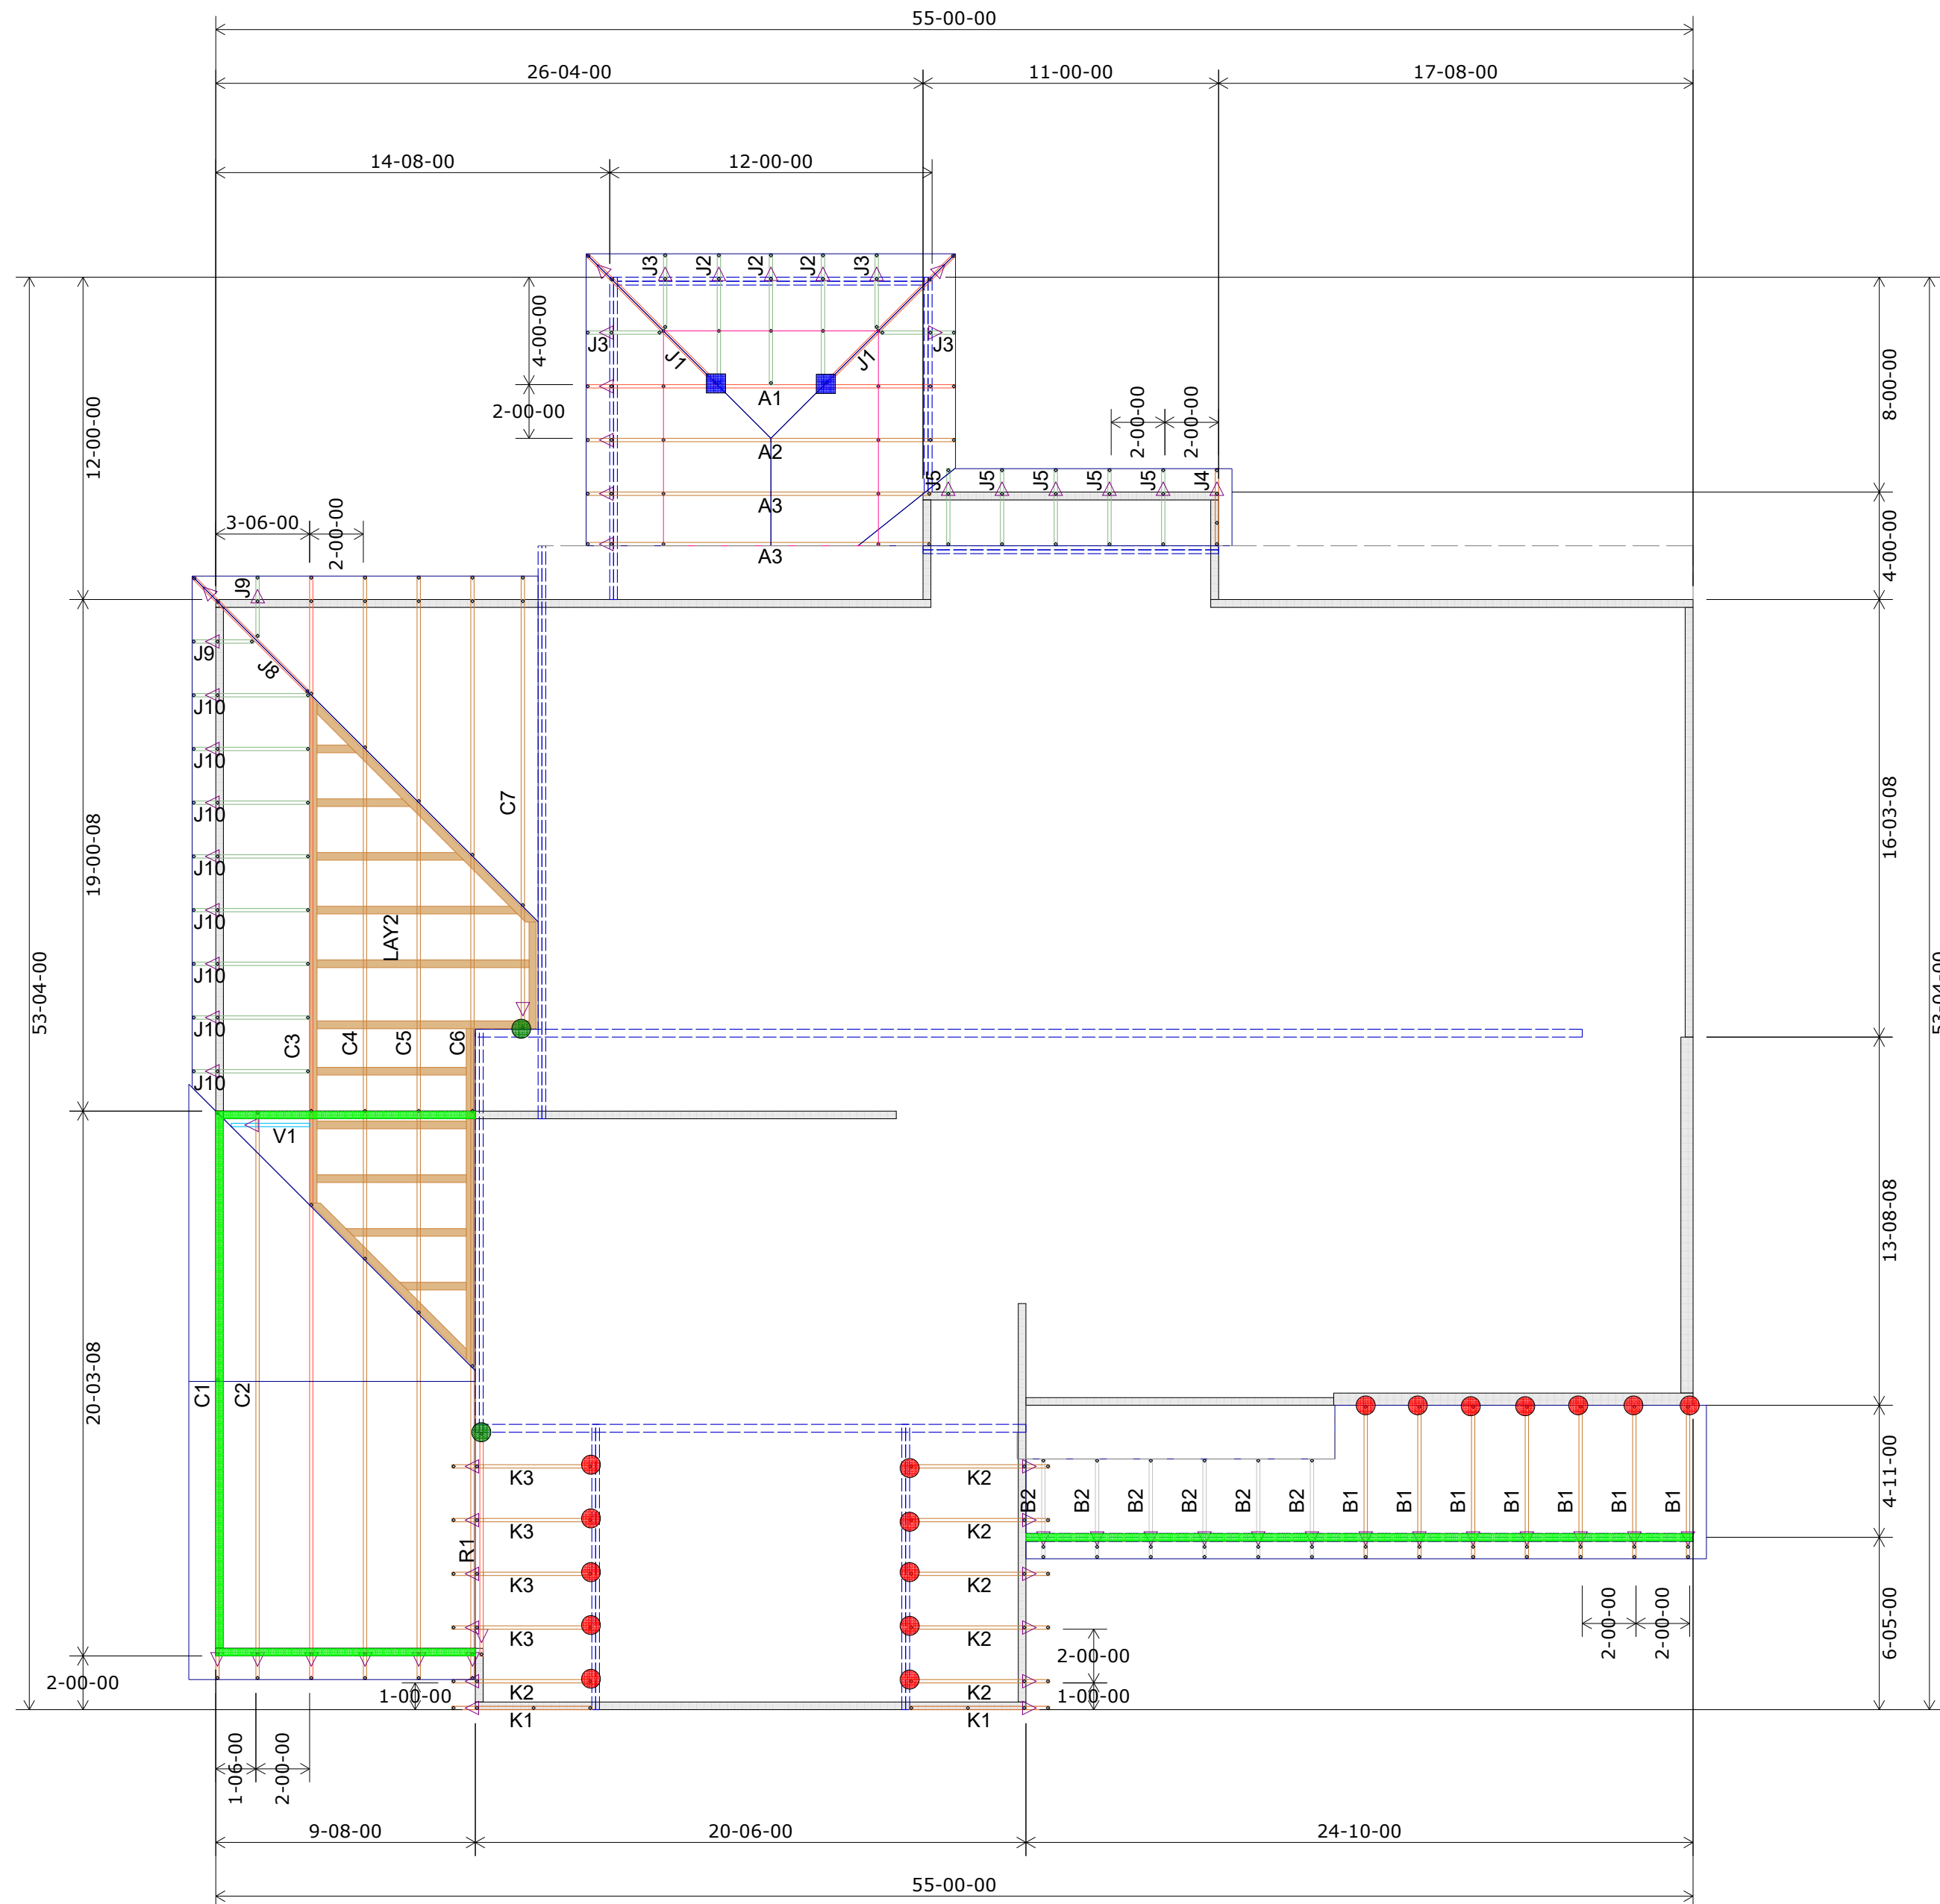 55-00-00
26-04-00
11-00-00
17-08-00
14-08-00
12-00-00
J3
J2
J2
J2
J3
4-00-00
J3
J1
J1
J3
8-00-00
12-00-00
2-00-00
A1
2-00-00
2-00-00
A2
J5
J5
J5
J5
J5
J4
A3
3-06-00
2-00-00
4-00-00
A3
J9
J9
J8
J10
J10
J10
J10
J10
J10
J10
J10
C7
LAY2
C3
C4
C5
C6
19-00-08
16-03-08
53-04-00
53-04-00
V1
13-08-08
20-03-08
C1
C2
K3
K2
K3
K2
K3
K2
K3
K2
K2
K2
K1
K1
R1
B2
B2
B2
B2
B2
B2
B1
B1
B1
B1
B1
B1
B1
4-11-00
2-00-00
2-00-00
6-05-00
2-00-00
1-00-00
2-00-00
1-00-00
1-06-00
2-00-00
9-08-00
20-06-00
24-10-00
55-00-00